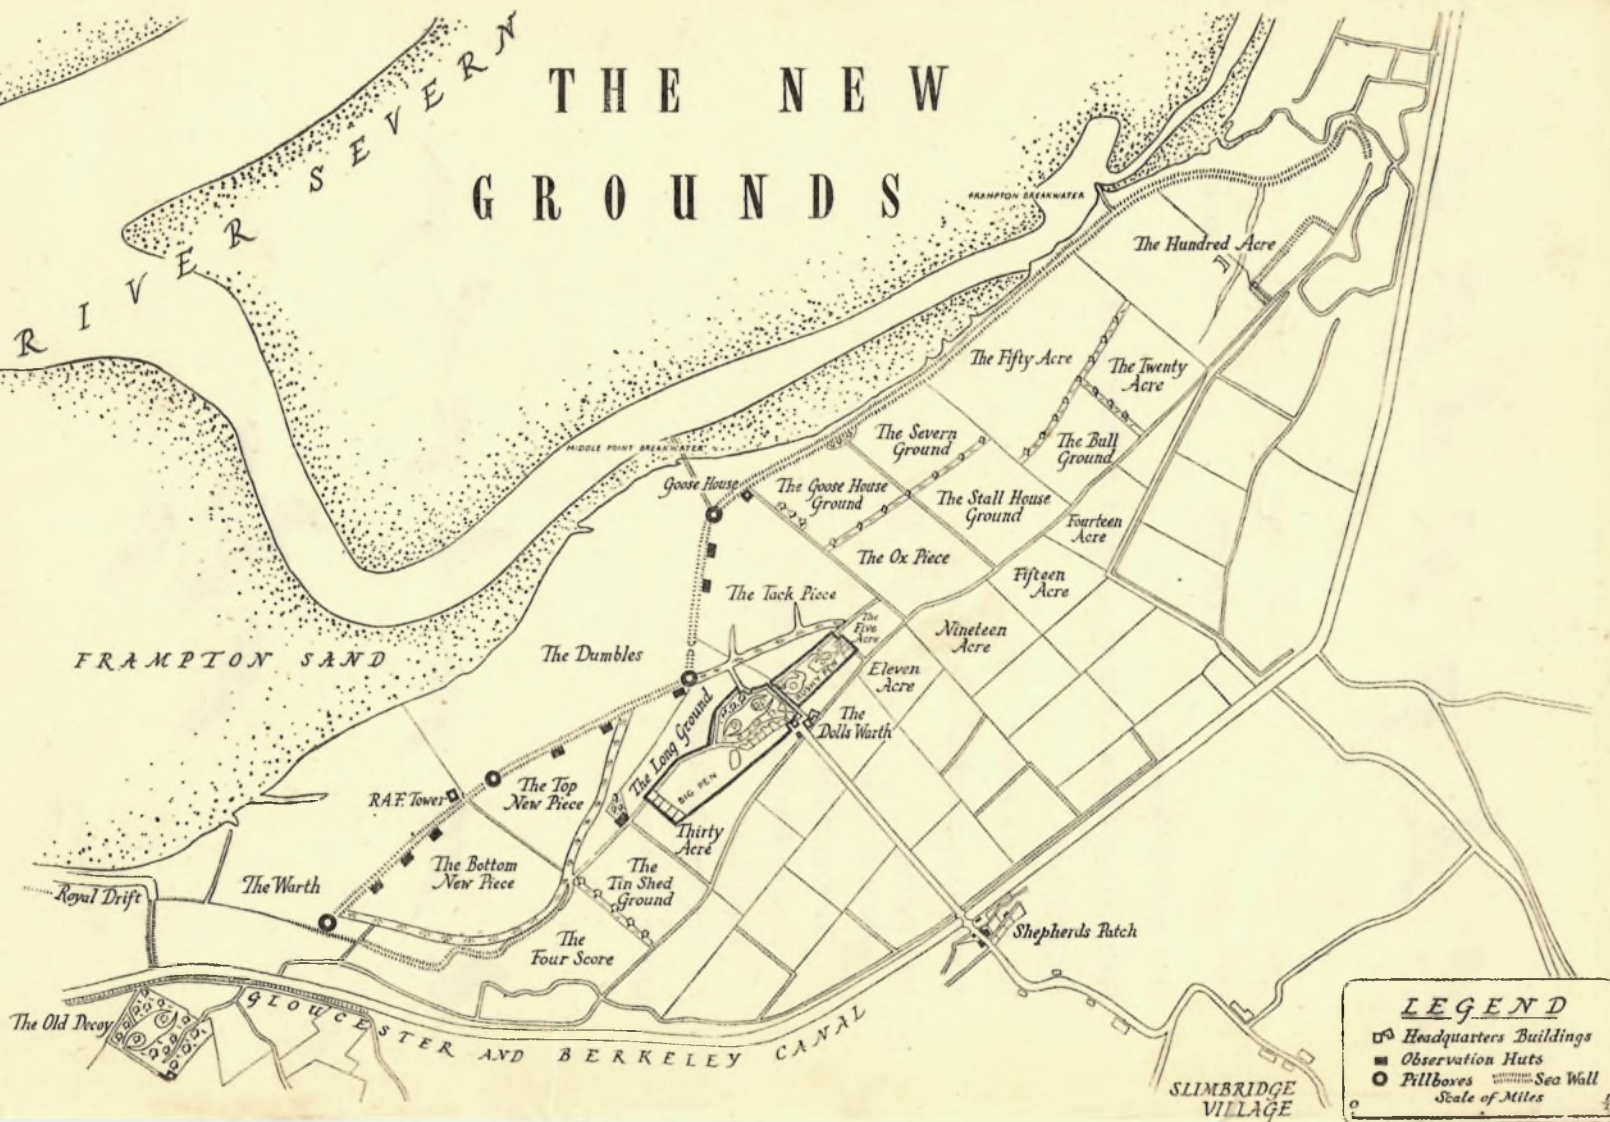 THE NEW
GROUNDS
RIVER SEVERN
FRAMPTON BREAKWATER
The Hundred Acre
The Fifty Acre
The Twenty
Acre
The Severn
Ground
The Bull
Ground
MIDDLE POINT BREAKWATER
Goose House
The Goose House
Ground
The Stall House
Ground
Fourteen
Acre
The Ox Piece
Fifteen
Acre
The Tack Piece
The
Five
Acre
Nineteen
Acre
FRAMPTON SAND
The Dumbles
Eleven
Acre
RUSHY PEN
The
Dolls Warth
The Long Ground
BIG PEN
R.A.F. Tower
The Top
New Piece
Thirty
Acre
The Bottom
New Piece
The
Tin Shed
Ground
Royal Drift
The Warth
The
Four Score
Shepherds Patch
The Old Decoy
GLOUCESTER AND BERKELEY CANAL
SLIMBRIDGE
VILLAGE
LEGEND
Headquarters Buildings
Observation Huts
Pillboxes Sea Wall
Scale of Miles
0